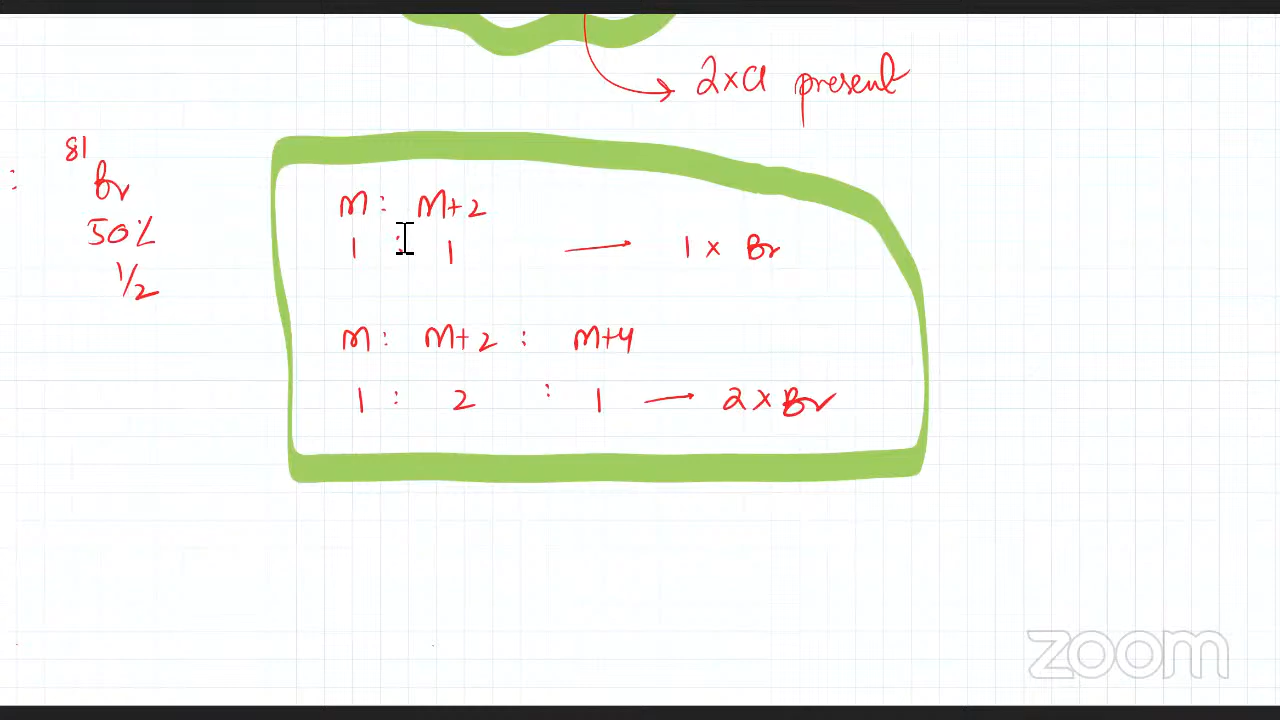 2×Cl present
: 81
Br
50%
1/2
M : M+2
1 : 1 → 1 × Br
M : M+2 : M+4
1 : 2 : 1 → 2 × Br
zoom